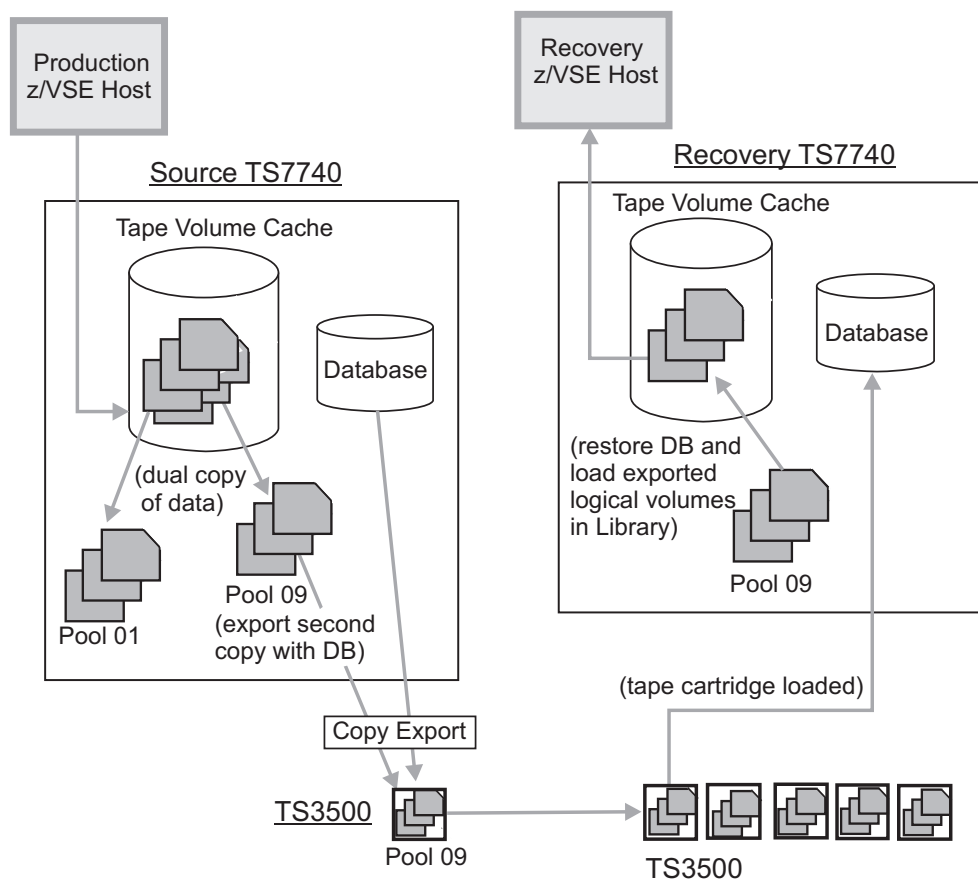 Production
z/VSE Host
Recovery
z/VSE Host
Source TS7740
Recovery TS7740
Tape Volume Cache
Database
(dual copy
of data)
Pool 01
Pool 09
(export second
copy with DB)
Tape Volume Cache
Database
(restore DB and
load exported
logical volumes
in Library)
Pool 09
(tape cartridge loaded)
Copy Export
TS3500
Pool 09
TS3500